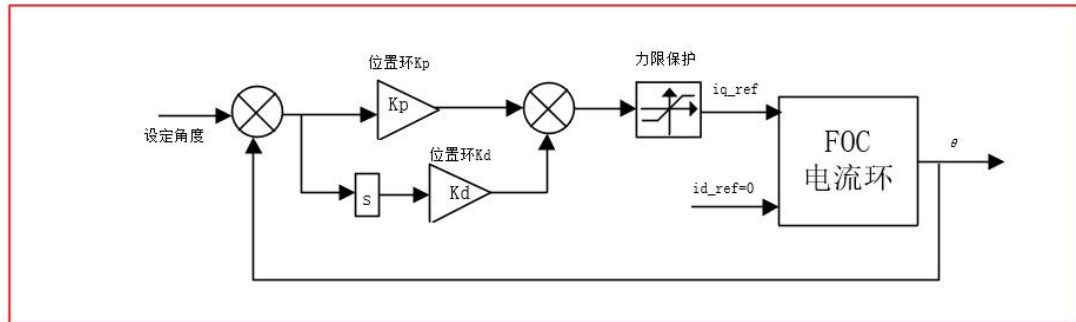 位置环Kp
力限保护
Kp
iq_ref
设定角度
FOC
电流环
θ
位置环Kd
S
Kd
id_ref=0